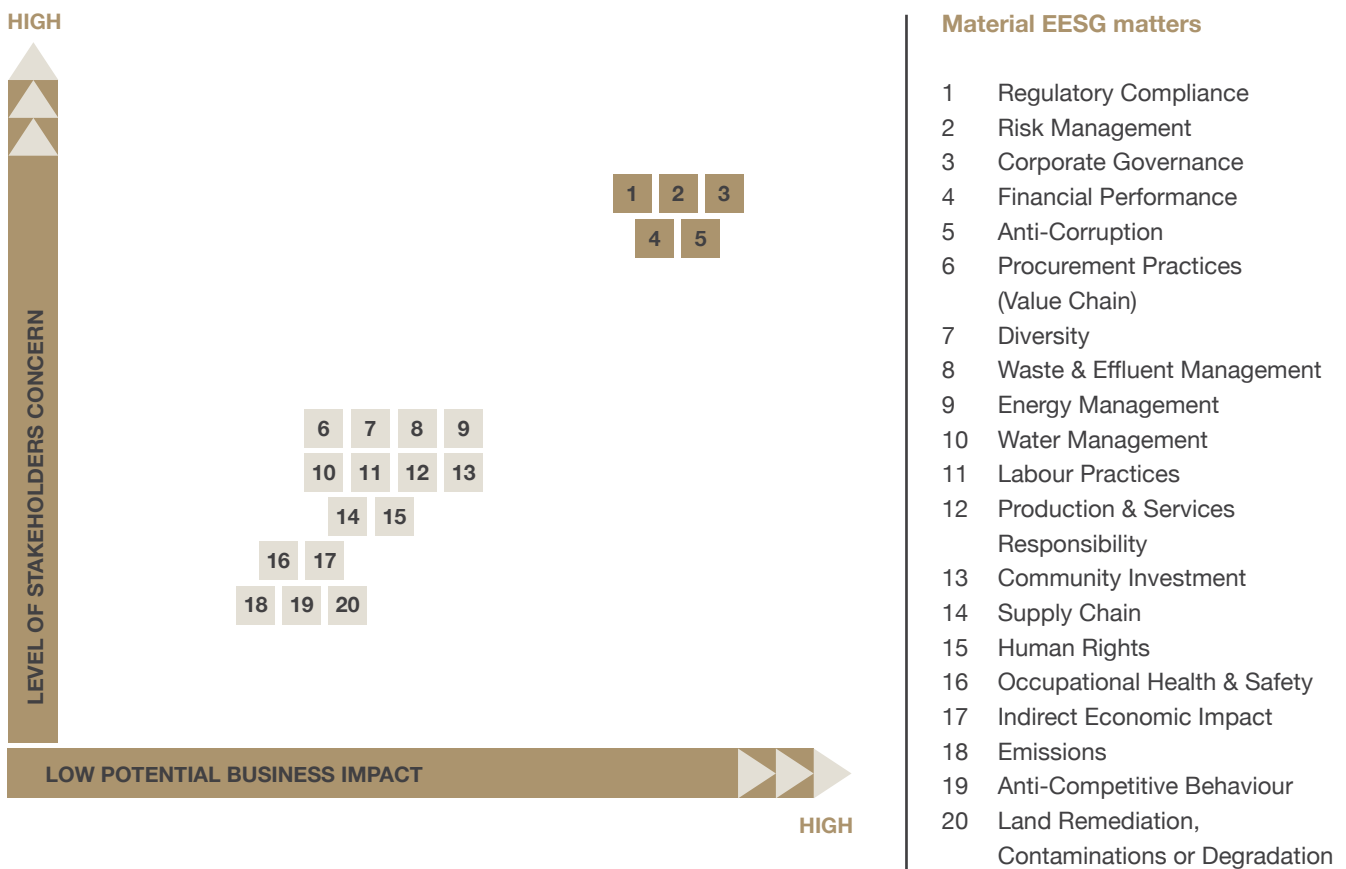 HIGH
LEVEL OF STAKEHOLDERS CONCERN
1 2 3
4 5
6 7 8 9
10 11 12 13
14 15
16 17
18 19 20
LOW POTENTIAL BUSINESS IMPACT
HIGH
Material EESG matters
1 Regulatory Compliance
2 Risk Management
3 Corporate Governance
4 Financial Performance
5 Anti-Corruption
6 Procurement Practices
(Value Chain)
7 Diversity
8 Waste & Effluent Management
9 Energy Management
10 Water Management
11 Labour Practices
12 Production & Services
Responsibility
13 Community Investment
14 Supply Chain
15 Human Rights
16 Occupational Health & Safety
17 Indirect Economic Impact
18 Emissions
19 Anti-Competitive Behaviour
20 Land Remediation,
Contaminations or Degradation